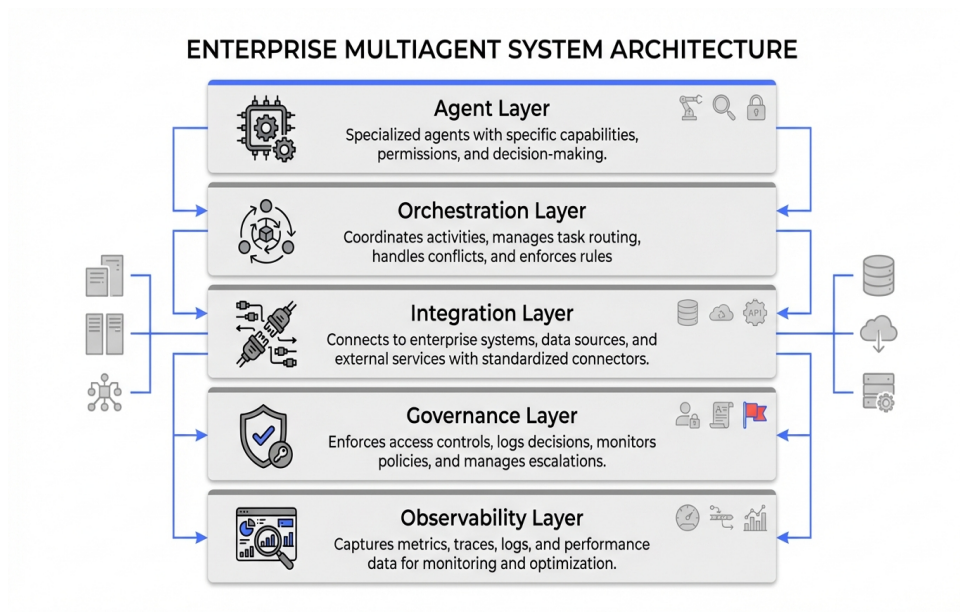 ENTERPRISE MULTIAGENT SYSTEM ARCHITECTURE
Agent Layer
Specialized agents with specific capabilities,
permissions, and decision-making.
Orchestration Layer
Coordinates activities, manages task routing,
handles conflicts, and enforces rules
Integration Layer
Connects to enterprise systems, data sources, and
external services with standardized connectors.
API
Governance Layer
Enforces access controls, logs decisions, monitors
policies, and manages escalations.
Observability Layer
Captures metrics, traces, logs, and performance
data for monitoring and optimization.